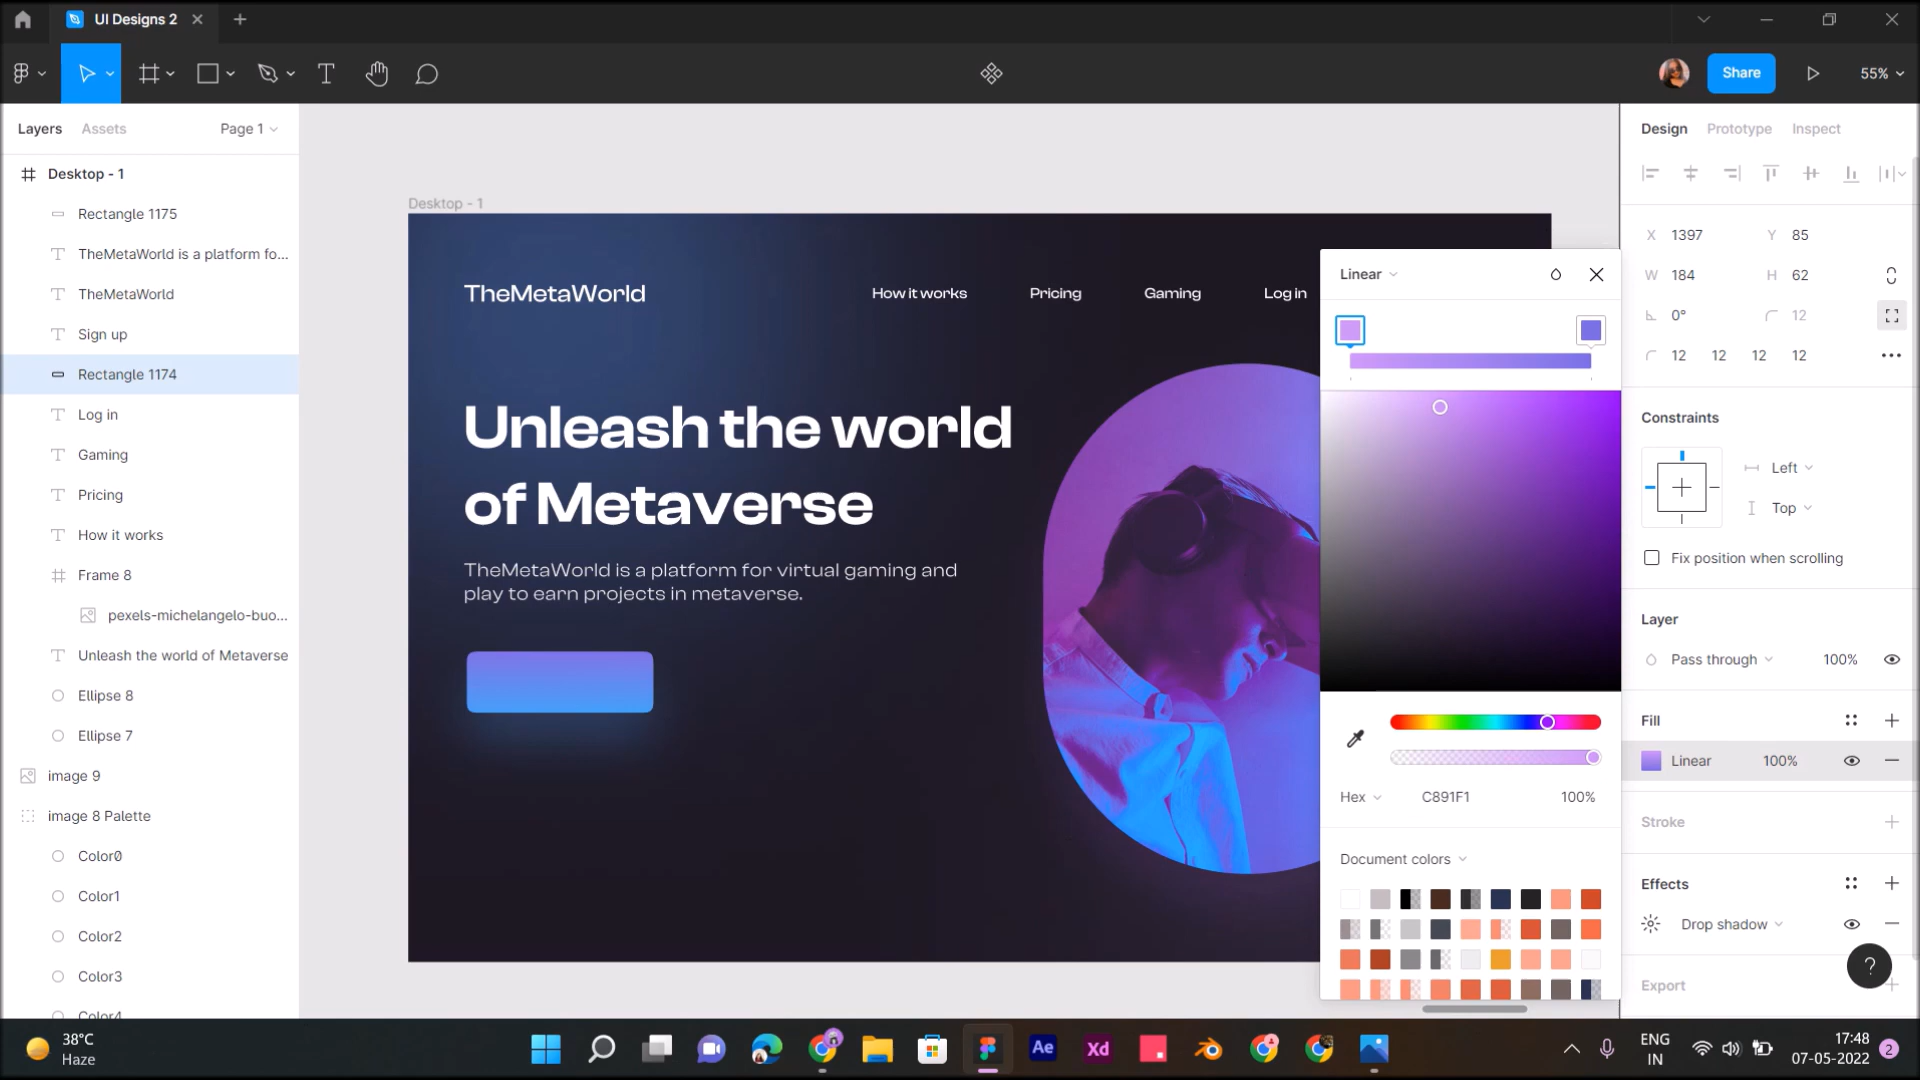 UI Designs 2
Share
55%
Layers
Assets
Page 1
Desktop - 1
Rectangle 1175
TheMetaWorld is a platform fo...
TheMetaWorld
Sign up
Rectangle 1174
Log in
Gaming
Pricing
How it works
Frame 8
pexels-michelangelo-buo...
Unleash the world of Metaverse
Ellipse 8
Ellipse 7
image 9
image 8 Palette
Color0
Color1
Color2
Color3
Color4
Desktop - 1
TheMetaWorld
How it works
Pricing
Gaming
Log in
Unleash the world
of Metaverse
TheMetaWorld is a platform for virtual gaming and
play to earn projects in metaverse.
Linear
Hex
C891F1
100%
Document colors
Design
Prototype
Inspect
X 1397
Y 85
W 184
H 62
0°
12
12
12
12
12
Constraints
Left
Top
Fix position when scrolling
Layer
Pass through
100%
Fill
Linear
100%
Stroke
Effects
Drop shadow
?
Export
38°C
Haze
Ae
Xd
ENG
IN
17:48
07-05-2022
2